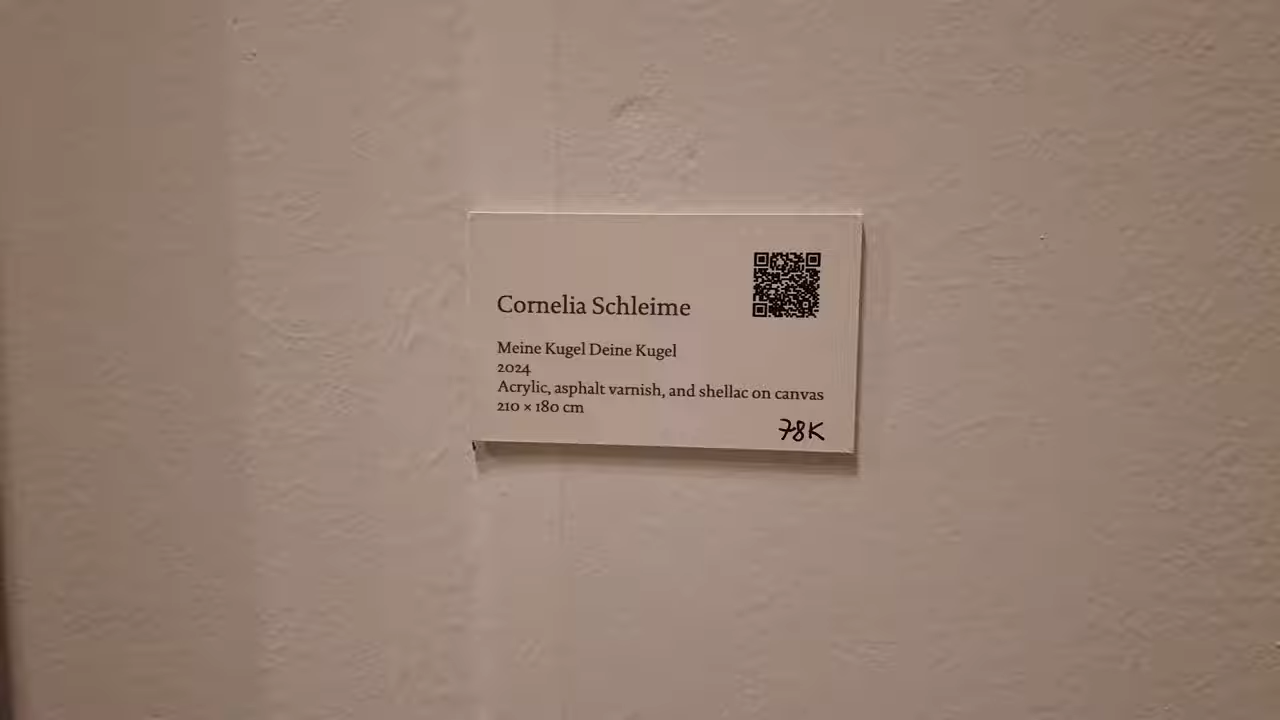 Cornelia Schleime
Meine Kugel Deine Kugel
2024
Acrylic, asphalt varnish, and shellac on canvas
210 × 180 cm
78K